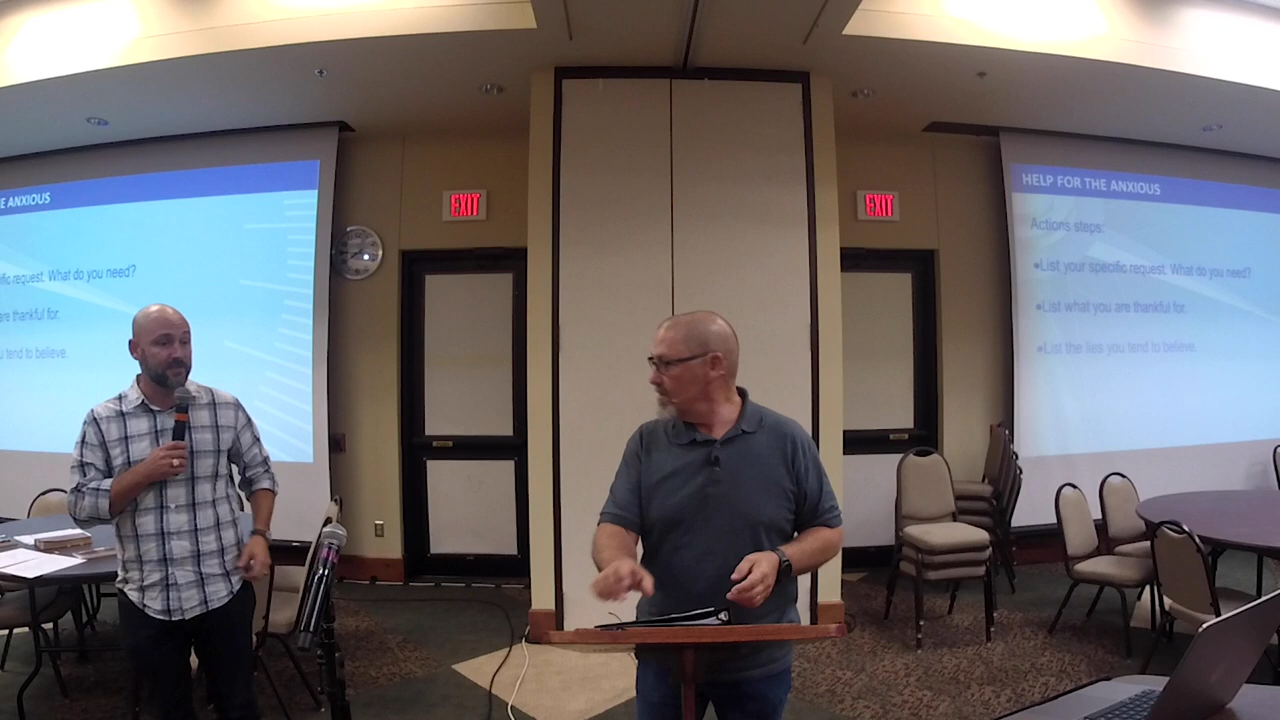 E ANXIOUS
fic request. What do you need?
are thankful for.
u tend to believe.
EXIT
EXIT
HELP FOR THE ANXIOUS
Actions steps:
•List your specific request. What do you need?
•List what you are thankful for.
•List the lies you tend to believe.